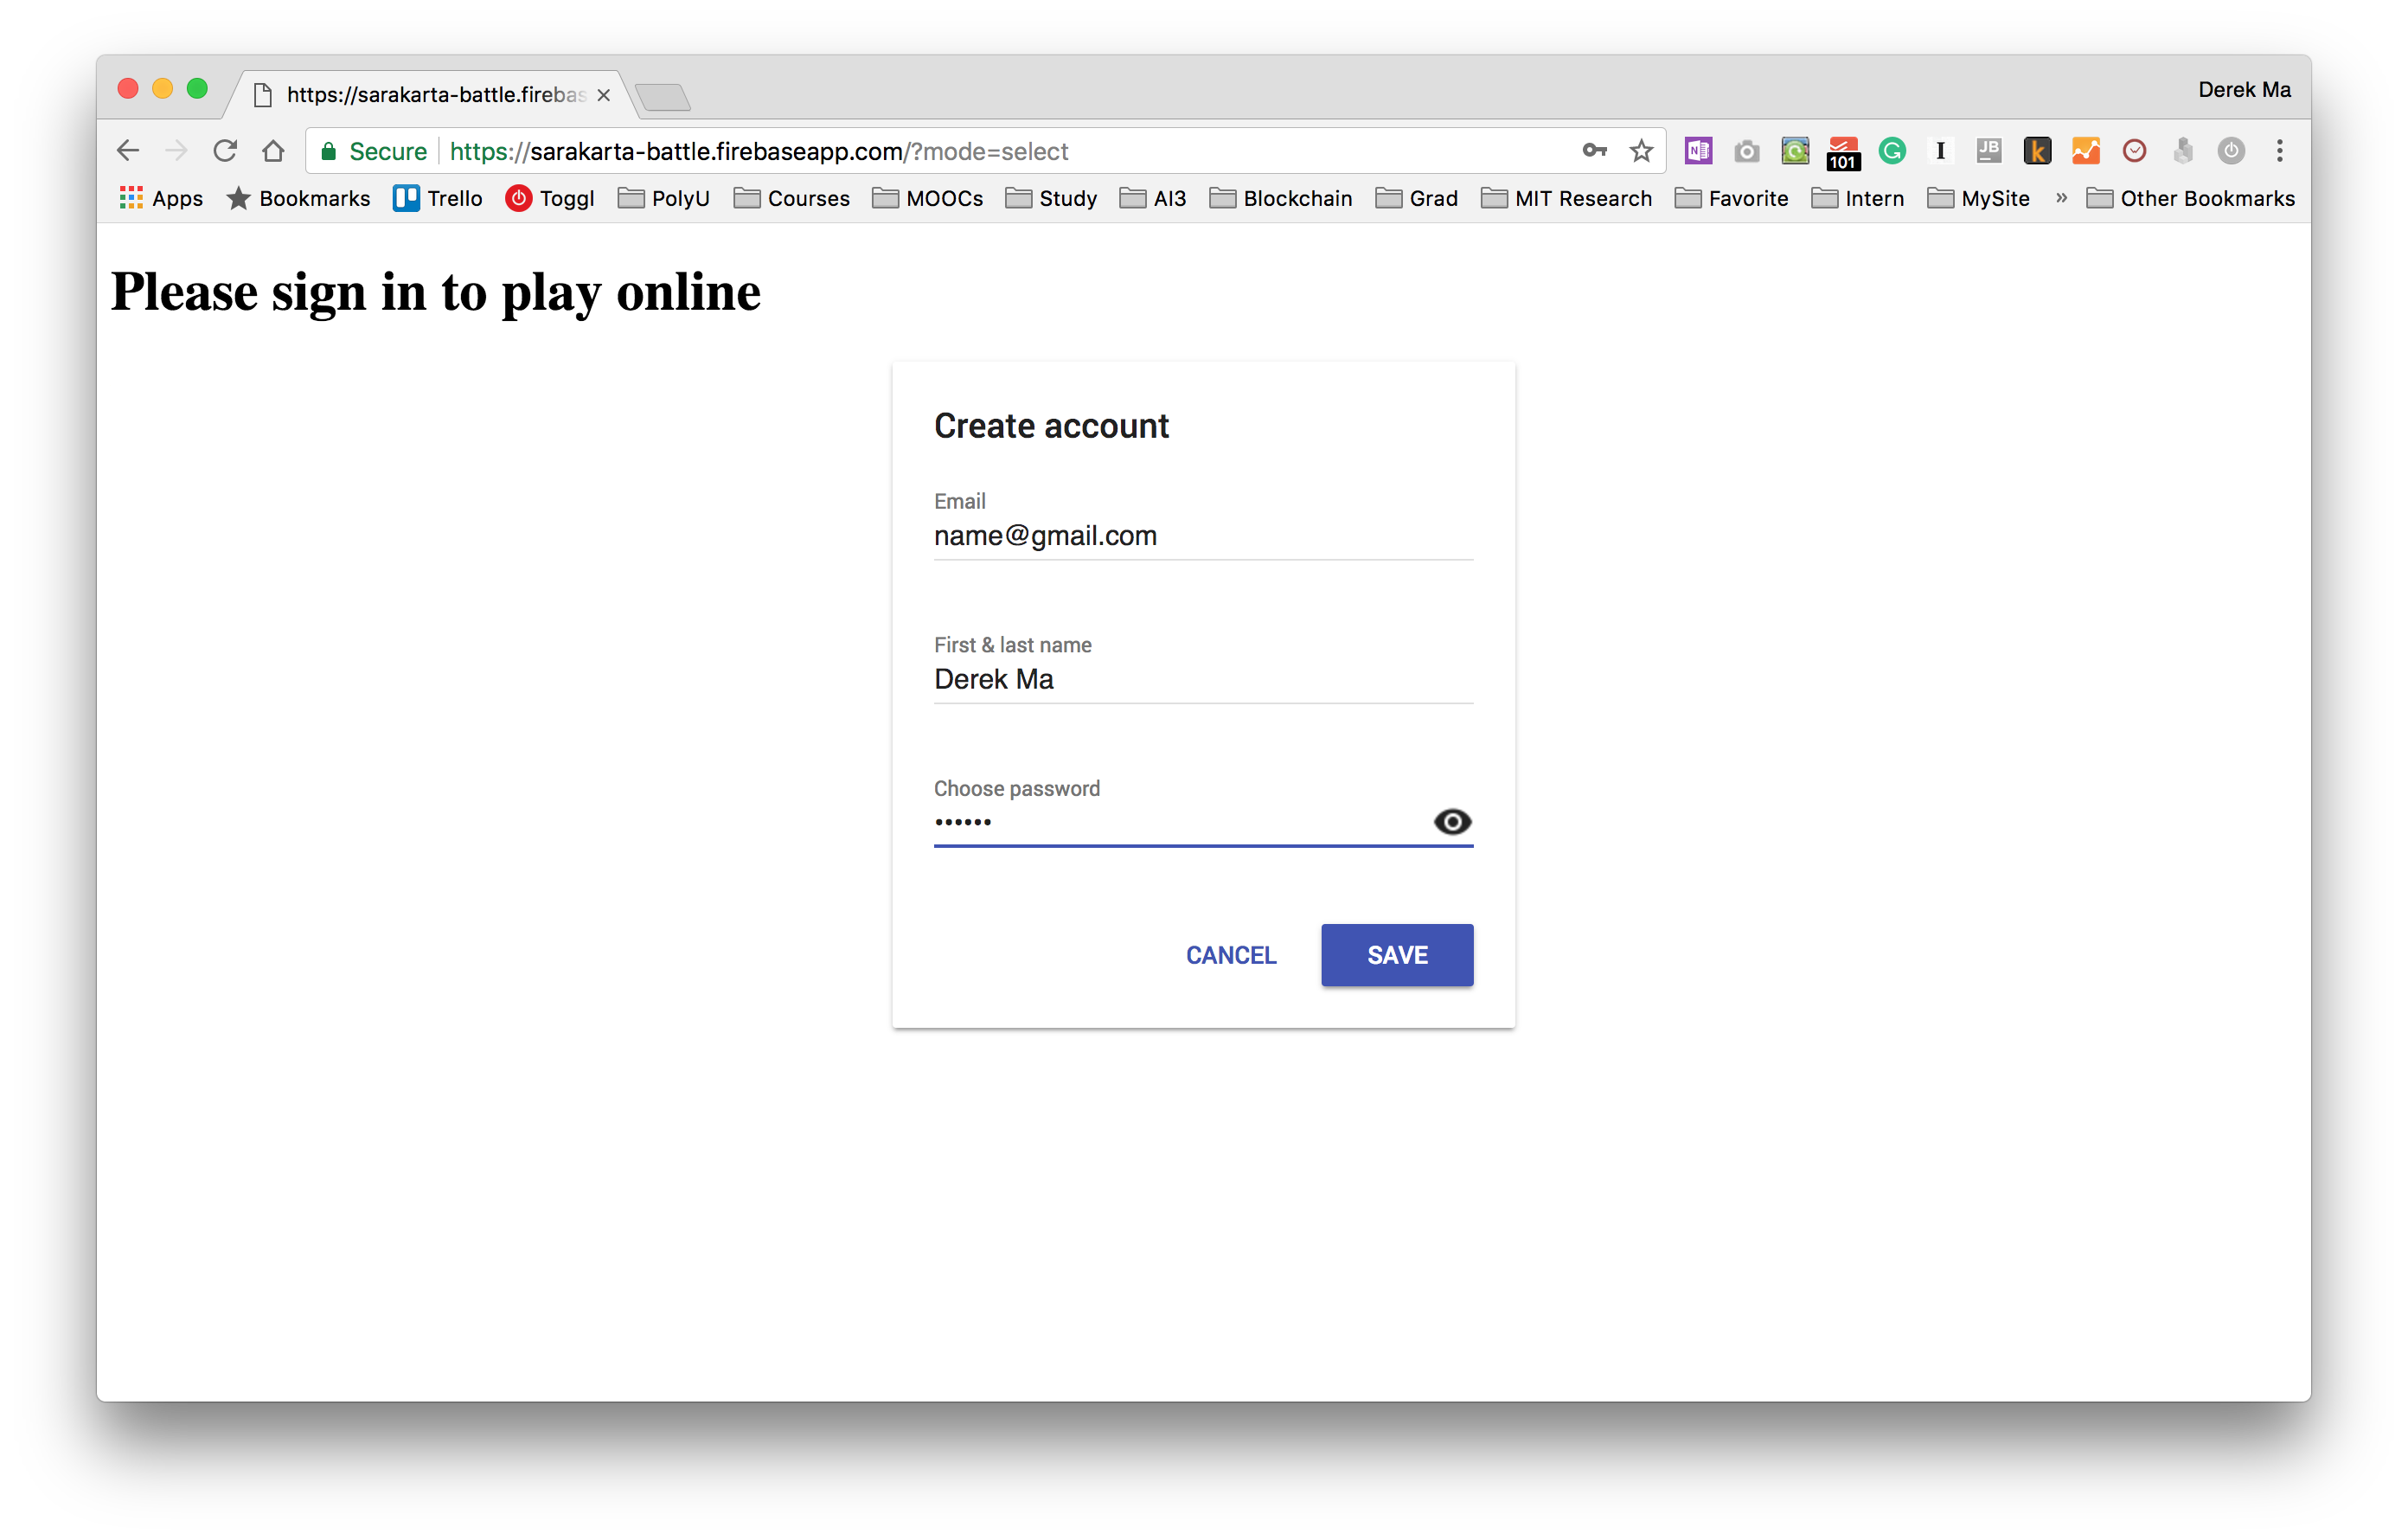 https://sarakarta-battle.firebas
Derek Ma
Secure https://sarakarta-battle.firebaseapp.com/?mode=select
101
JB
Apps Bookmarks Trello Toggl PolyU Courses MOOCs Study AI3 Blockchain Grad MIT Research Favorite Intern MySite » Other Bookmarks
Please sign in to play online
Create account
Email
name@gmail.com
First & last name
Derek Ma
Choose password
••••••
CANCEL SAVE